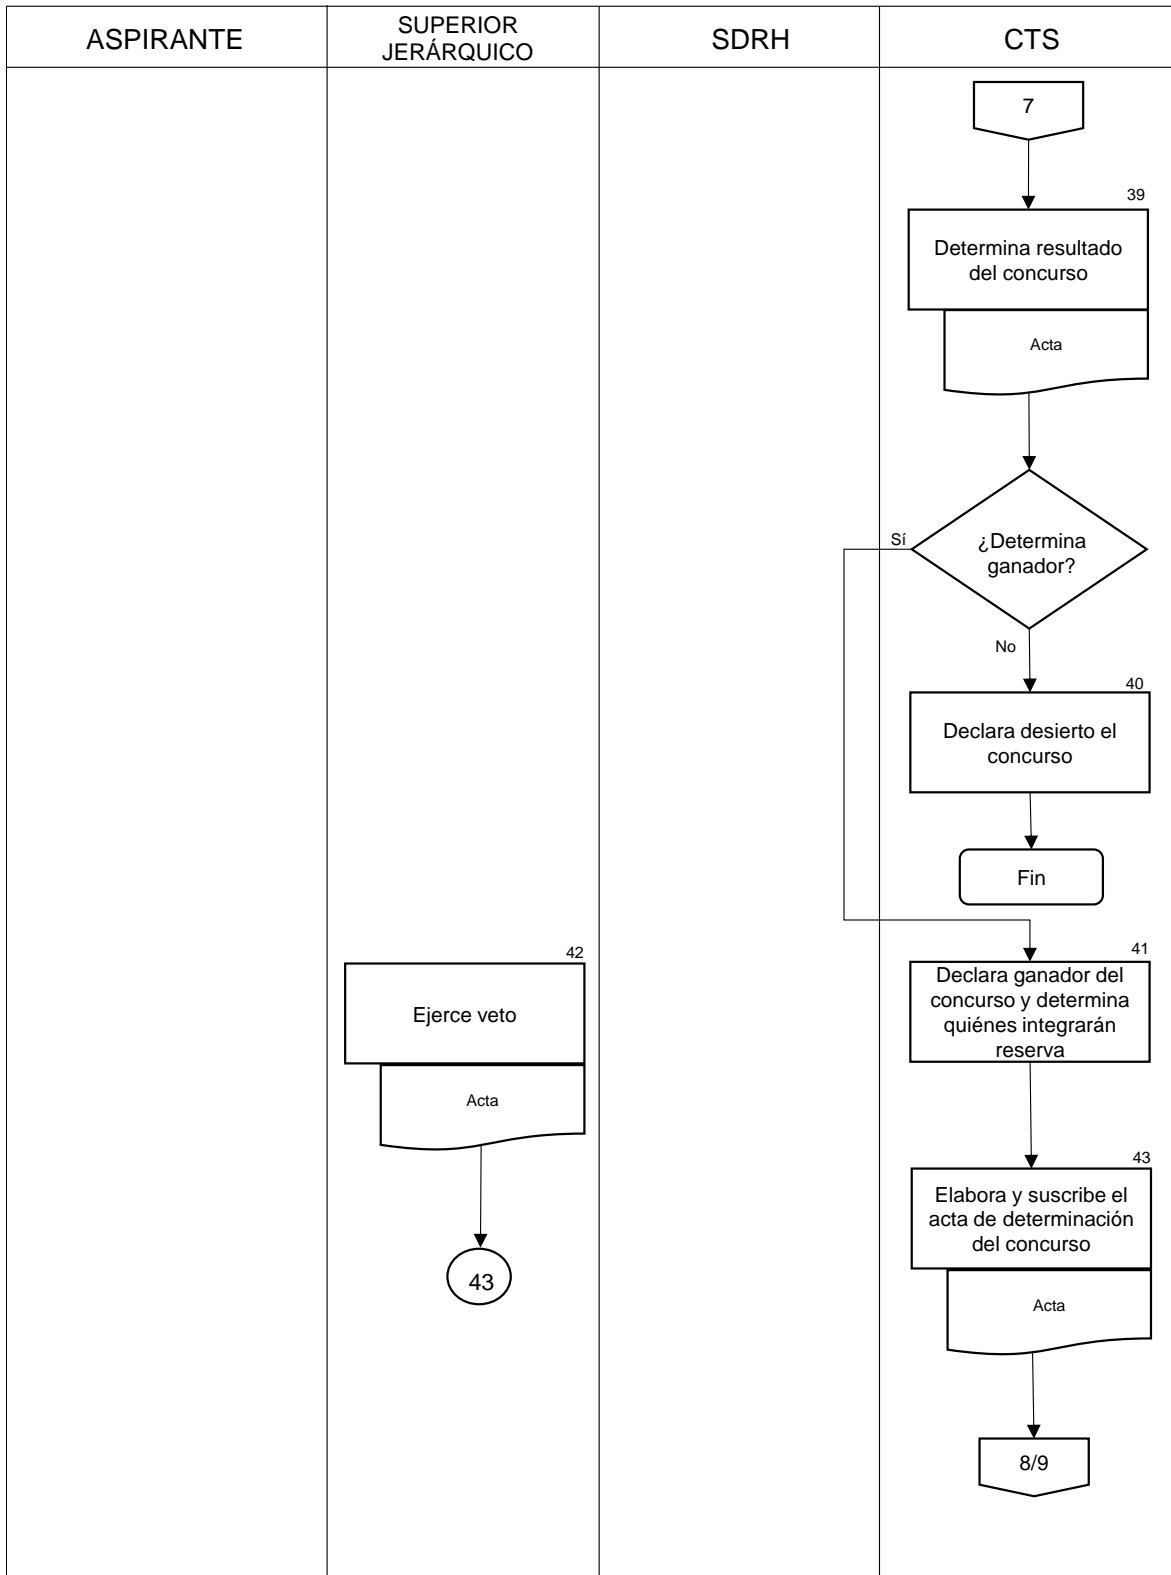 ASPIRANTE
SUPERIOR
JERÁRQUICO
SDRH
CTS
7
39
Determina resultado
del concurso
Acta
¿Determina
ganador?
Sí
No
40
Declara desierto el
concurso
Fin
42
Ejerce veto
Acta
43
41
Declara ganador del
concurso y determina
quiénes integrarán
reserva
43
Elabora y suscribe el
acta de determinación
del concurso
Acta
8/9